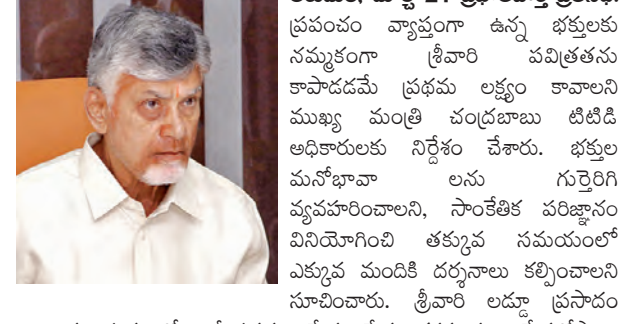 ప్రపంచం వ్యాప్తంగా ఉన్న భక్తులకు
నమ్మకంగా శ్రీవారి పవిత్రతను
కాపాడడమే ప్రథమ లక్ష్యం కావాలని
ముఖ్య మంత్రి చంద్రబాబు టిటిడి
అధికారులకు నిర్దేశం చేశారు. భక్తుల
మనోభావా లను గుర్తెరిగి
వ్యవహరించాలని, సాంకేతిక పరిజ్ఞానం
వినియోగించి తక్కువ సమయంలో
ఎక్కువ మందికి దర్శనాలు కల్పించాలని
సూచించారు. శ్రీవారి లడ్డూ ప్రసాదం